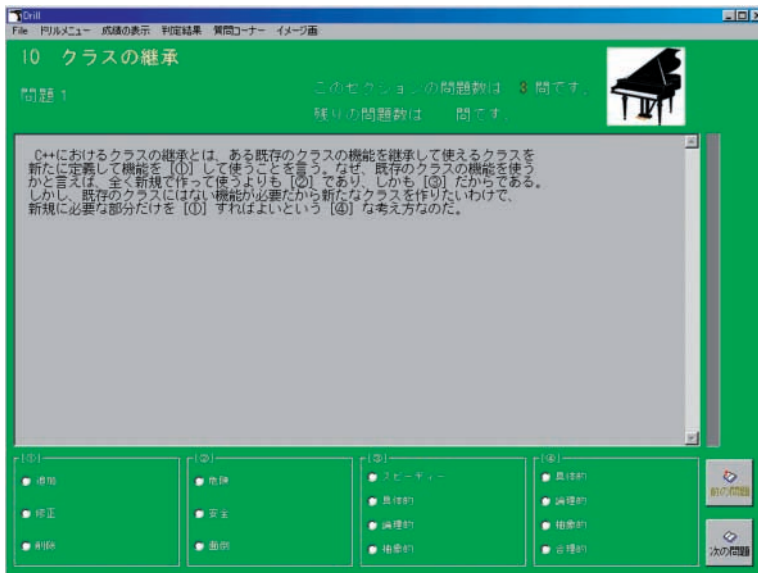 Drill
File ドリルメニュー 成績の表示 判定結果 質問コーナー イメージ画
10 クラスの継承
問題 1
このセクションの問題数は 3 問です.
残りの問題数は 問です.
C++におけるクラスの継承とは、ある既存のクラスの機能を継承して使えるクラスを
新たに定義して機能を [①] して使うことを言う。なぜ、既存のクラスの機能を使う
かと言えば、全く新規で作って使うよりも [②] であり、しかも [③] だからである。
しかし、既存のクラスにはない機能が必要だから新たなクラスを作りたいわけで、
新規に必要な部分だけを [①] すればよいという [④] な考え方なのだ。
[①]
追加
修正
削除
[②]
危険
安全
面倒
[③]
スピーディー
具体的
論理的
抽象的
[④]
具体的
論理的
抽象的
合理的
前の問題
次の問題